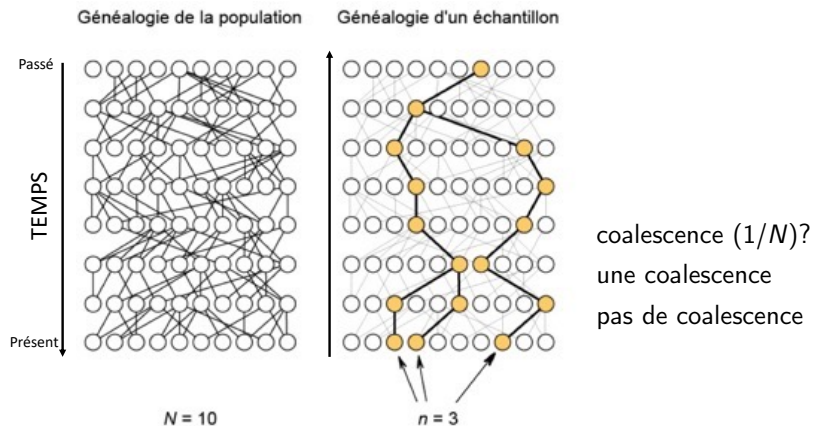 Généalogie de la population
Généalogie d'un échantillon
Passé
TEMPS
Présent
N = 10
n = 3
coalescence (1/N)?
une coalescence
pas de coalescence